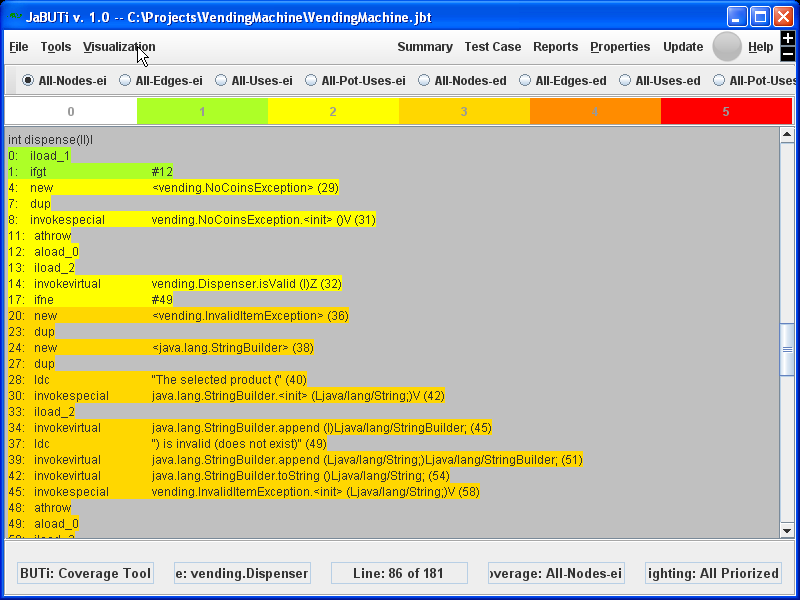 JaBUTi v. 1.0 -- C:\Projects\VendingMachine\VendingMachine.jbt
File Tools Visualization Summary Test Case Reports Properties Update Help
All-Nodes-ei All-Edges-ei All-Uses-ei All-Pot-Uses-ei All-Nodes-ed All-Edges-ed All-Uses-ed All-Pot-Uses
0 1 2 3 4 5
int dispense(II)I
0: iload_1
1: ifgt #12
4: new <vending.NoCoinsException> (29)
7: dup
8: invokespecial vending.NoCoinsException.<init> ()V (31)
11: athrow
12: aload_0
13: iload_2
14: invokevirtual vending.Dispenser.isValid (I)Z (32)
17: ifne #49
20: new <vending.InvalidItemException> (36)
23: dup
24: new <java.lang.StringBuilder> (38)
27: dup
28: ldc "The selected product (" (40)
30: invokespecial java.lang.StringBuilder.<init> (Ljava/lang/String;)V (42)
33: iload_2
34: invokevirtual java.lang.StringBuilder.append (I)Ljava/lang/StringBuilder; (45)
37: ldc ") is invalid (does not exist)" (49)
39: invokevirtual java.lang.StringBuilder.append (Ljava/lang/String;)Ljava/lang/StringBuilder; (51)
42: invokevirtual java.lang.StringBuilder.toString ()Ljava/lang/String; (54)
45: invokespecial vending.InvalidItemException.<init> (Ljava/lang/String;)V (58)
48: athrow
49: aload_0
BUTi: Coverage Tool e: vending.Dispenser Line: 86 of 181 overage: All-Nodes-ei ighting: All Priorized